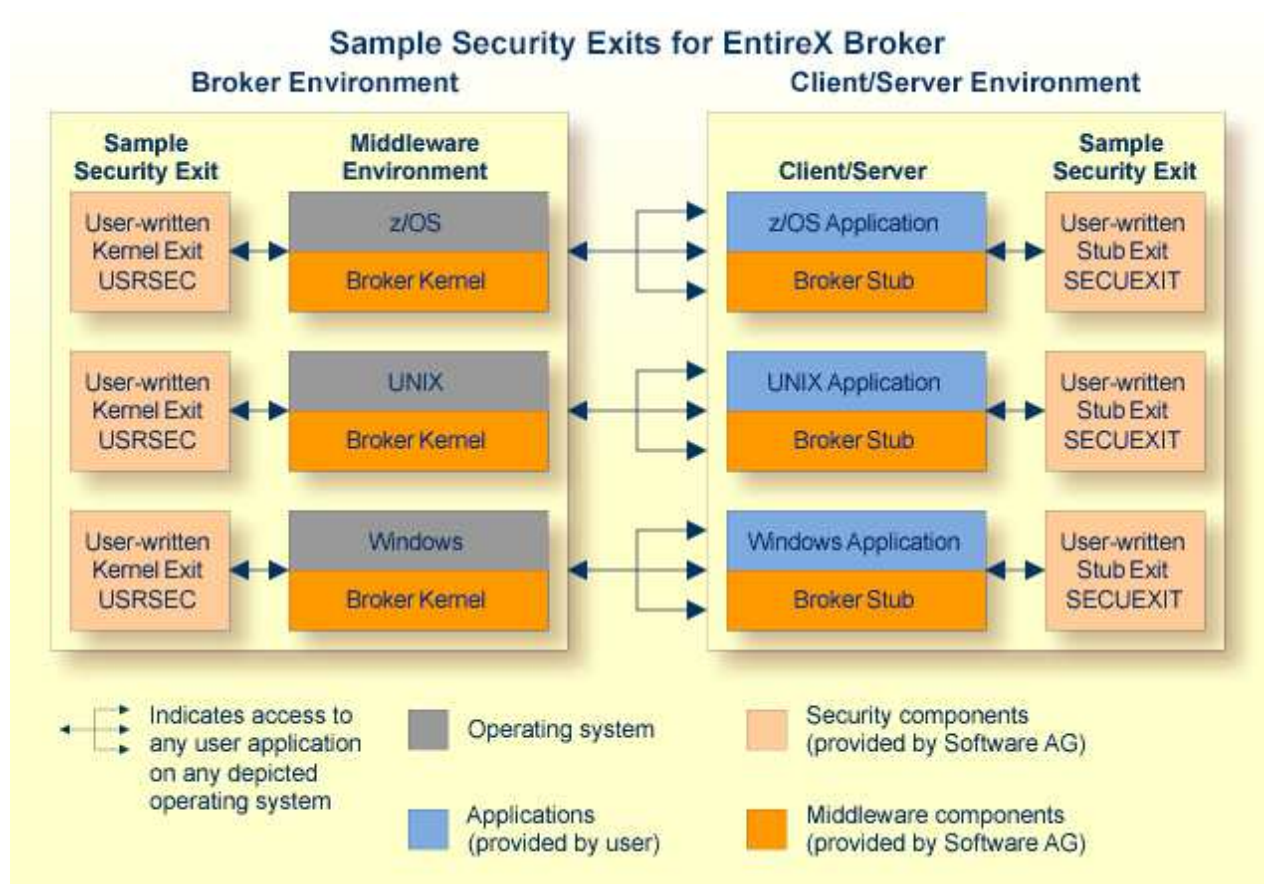 Sample Security Exits for EntireX Broker
Broker Environment
Client/Server Environment
Sample
Security Exit
Middleware
Environment
Client/Server
Sample
Security Exit
User-written
Kernel Exit
USRSEC
z/OS
Broker Kernel
z/OS Application
Broker Stub
User-written
Stub Exit
SECUEXIT
User-written
Kernel Exit
USRSEC
UNIX
Broker Kernel
UNIX Application
Broker Stub
User-written
Stub Exit
SECUEXIT
User-written
Kernel Exit
USRSEC
Windows
Broker Kernel
Windows Application
Broker Stub
User-written
Stub Exit
SECUEXIT
Indicates access to
any user application
on any depicted
operating system
Operating system
Security components
(provided by Software AG)
Applications
(provided by user)
Middleware components
(provided by Software AG)